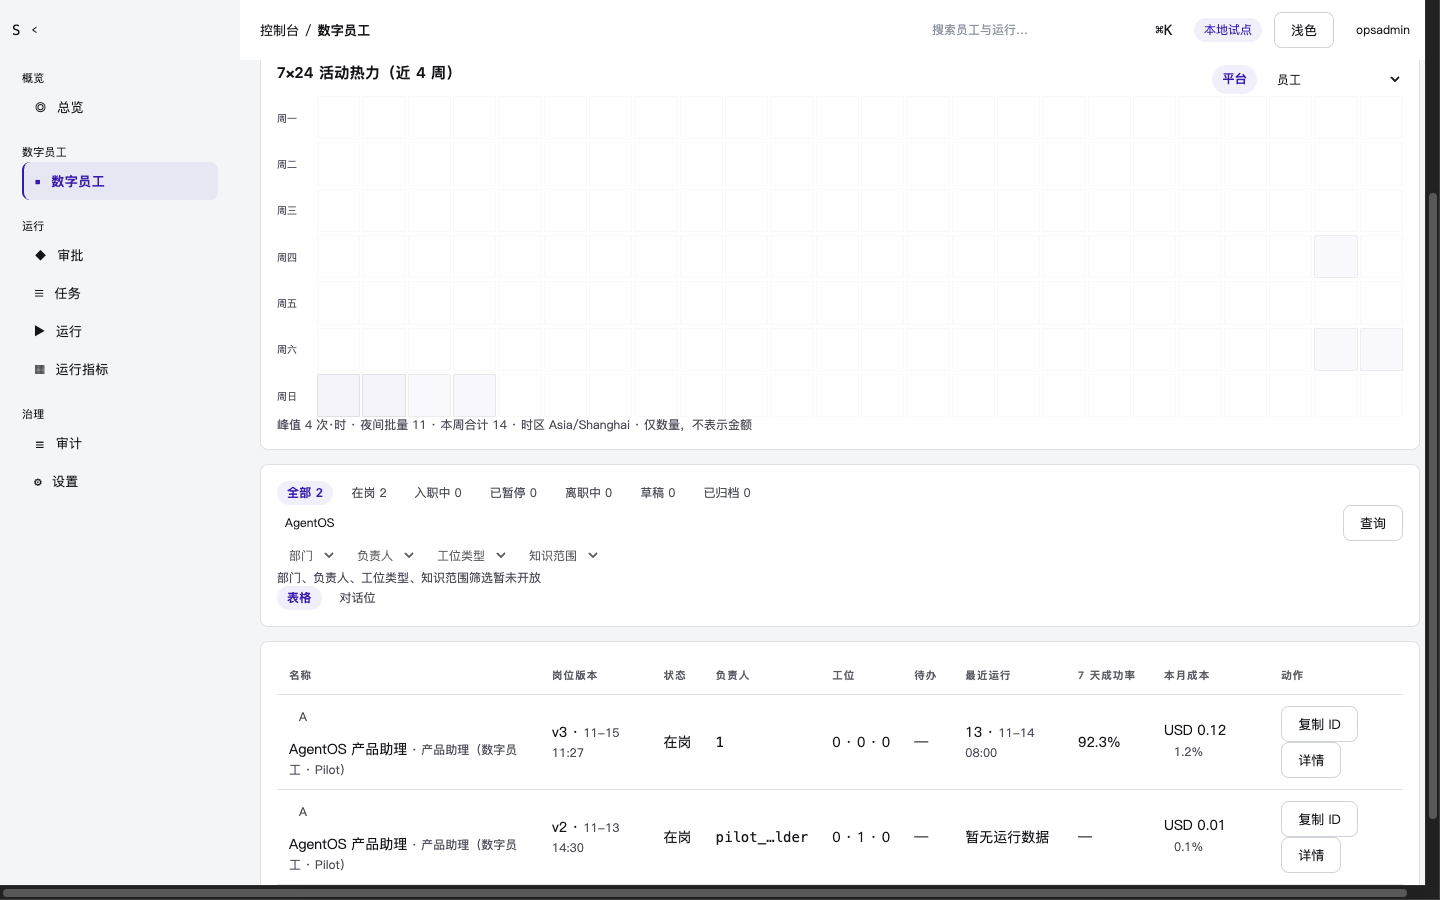 S <
控制台 / 数字员工
搜索员工与运行...
⌘K
本地试点
浅色
opsadmin
概览
总览
数字员工
数字员工
运行
审批
任务
运行
运行指标
治理
审计
设置
7×24 活动热力（近 4 周）
平台
员工
周一
周二
周三
周四
周五
周六
周日
峰值 4 次·时 · 夜间批量 11 · 本周合计 14 · 时区 Asia/Shanghai · 仅数量，不表示金额
全部 2 在岗 2 入职中 0 已暂停 0 离职中 0 草稿 0 已归档 0
AgentOS
查询
部门 负责人 工位类型 知识范围
部门、负责人、工位类型、知识范围筛选暂未开放
表格 对话位
名称 岗位版本 状态 负责人 工位 待办 最近运行 7 天成功率 本月成本 动作
A
AgentOS 产品助理 · 产品助理（数字员
工 · Pilot）
v3 · 11-15
11:27
在岗
1
0 · 0 · 0
—
13 · 11-14
08:00
92.3%
USD 0.12
1.2%
复制 ID
详情
A
AgentOS 产品助理 · 产品助理（数字员
工 · Pilot）
v2 · 11-13
14:30
在岗
pilot_…lder
0 · 1 · 0
—
暂无运行数据
—
USD 0.01
0.1%
复制 ID
详情